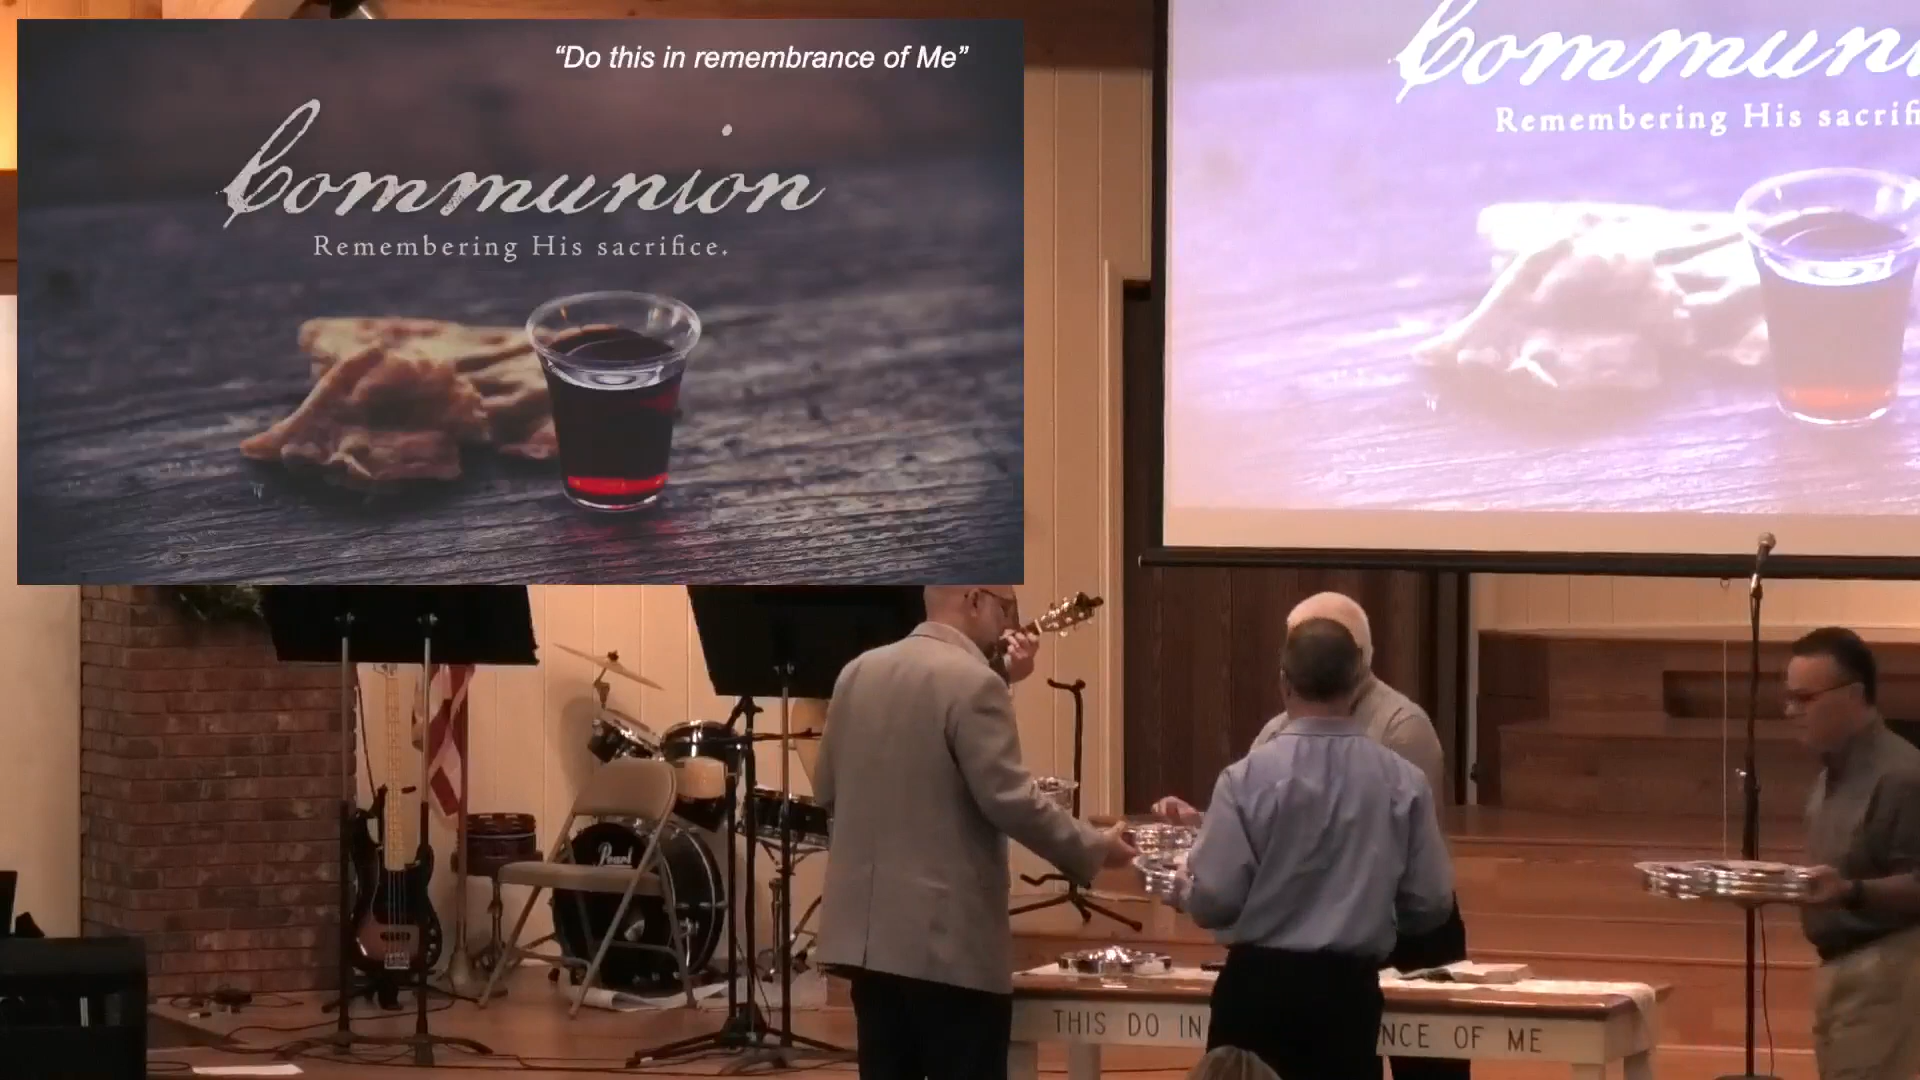 “Do this in remembrance of Me”
Communion
Remembering His sacrifice.
Commun
Remembering His sacrifi
Pearl
THIS DO IN
NCE OF ME